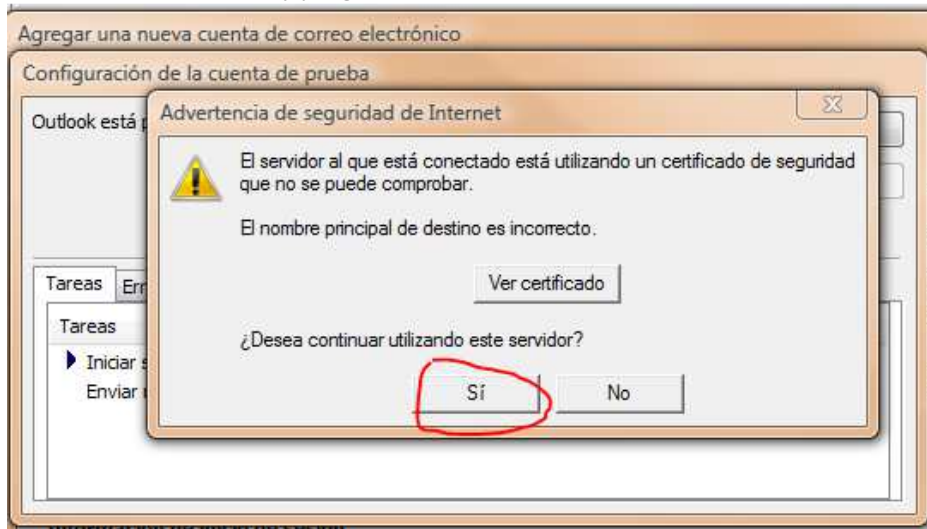 Agregar una nueva cuenta de correo electrónico
Configuración de la cuenta de prueba
Outlook está
Advertencia de seguridad de Internet
El servidor al que está conectado está utilizando un certificado de seguridad
que no se puede comprobar.
El nombre principal de destino es incorrecto.
Ver certificado
¿Desea continuar utilizando este servidor?
Sí No
Tareas
Tareas
Iniciar
Enviar